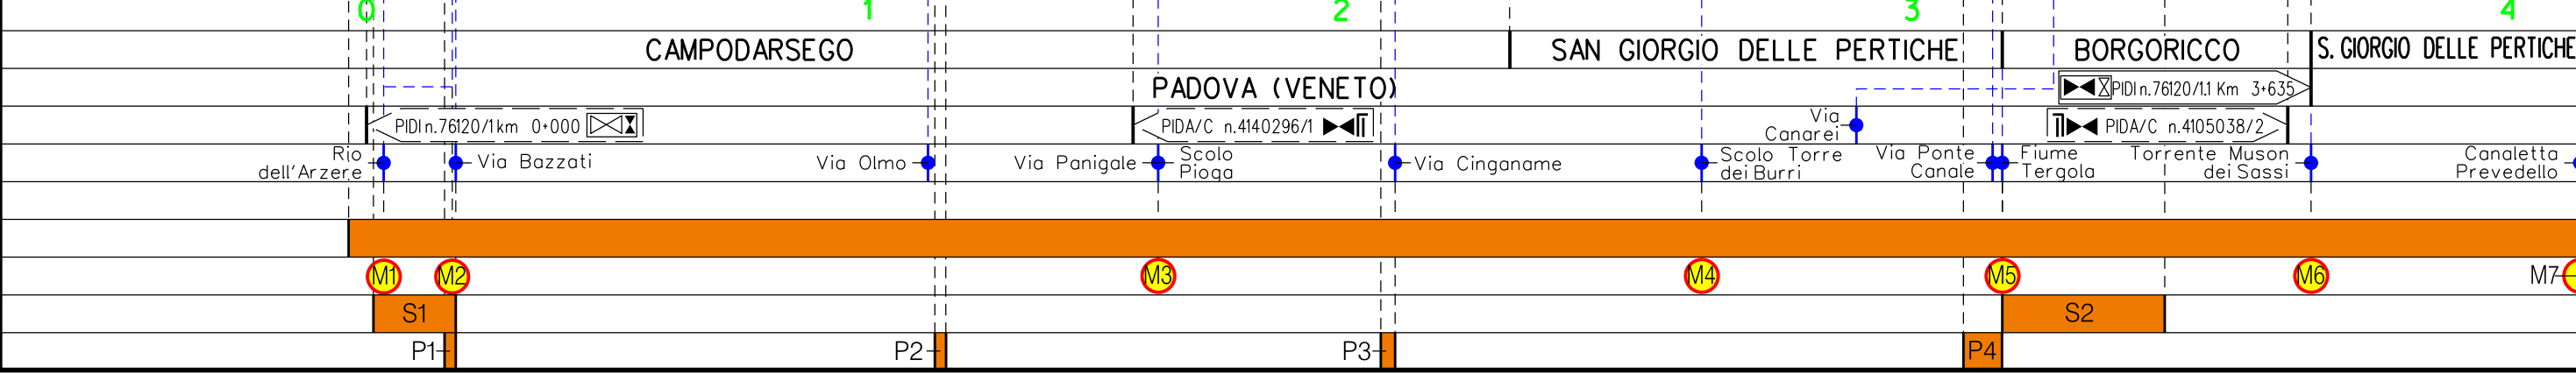 0 1 2 3 4
CAMPODARSEGO SAN GIORGIO DELLE PERTICHE BORGORICCO S. GIORGIO DELLE PERTICHE
PADOVA (VENETO) PIDI n.76120/1.1 Km 3+635
PIDI n.76120/1 km 0+000 PIDA/C n.4140296/1 Via PIDA/C n.4105038/2
Canarei
Rio Via Bazzati Via Olmo Via Panigale Scolo Via Cinganame Scolo Torre Via Ponte Fiume Torrente Muson Canaletta
dell'Arzere Pioga dei Burri Canale Tergola dei Sassi Prevedello
M1 M2 M3 M4 M5 M6 M7
S1 S2
P1 P2 P3 P4